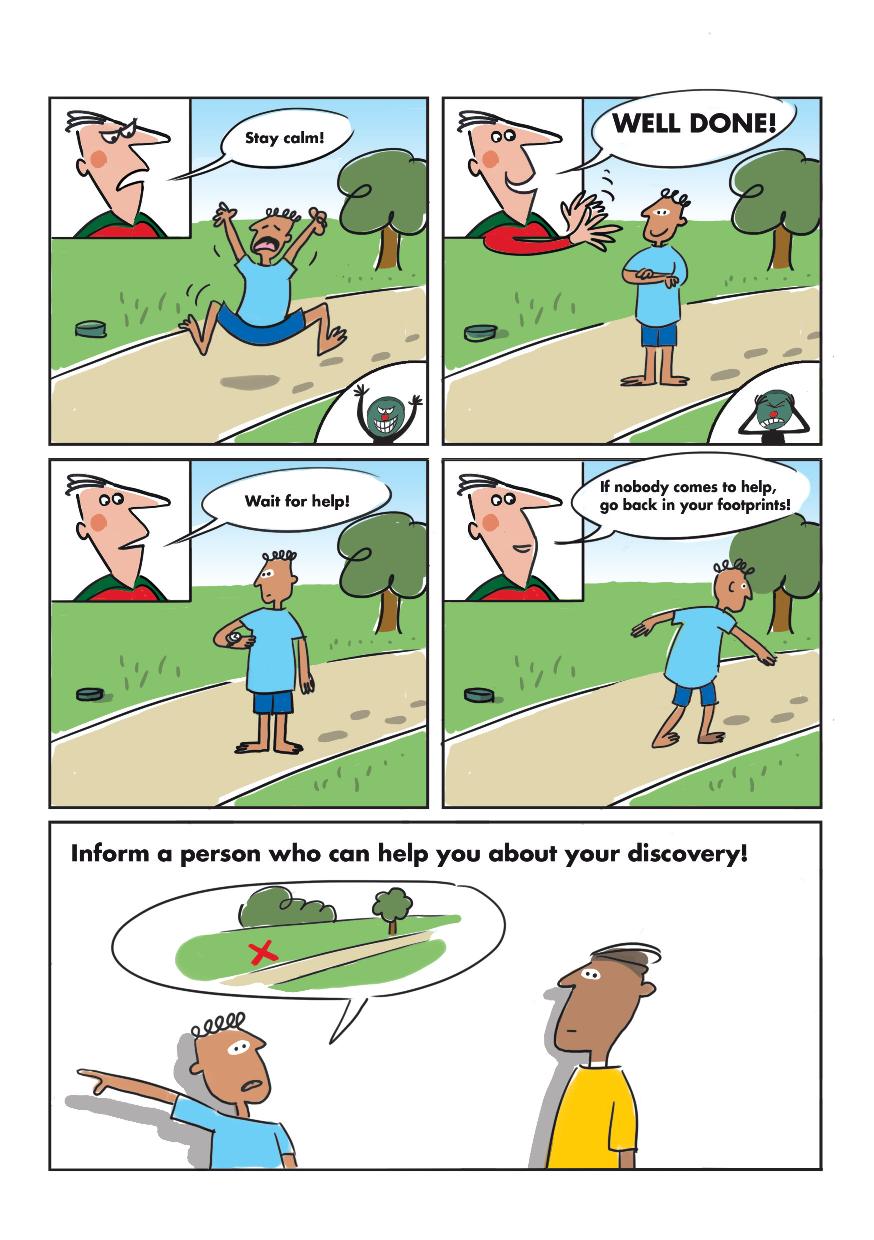 Stay calm!
WELL DONE!
Wait for help!
If nobody comes to help,
go back in your footprints!
Inform a person who can help you about your discovery!